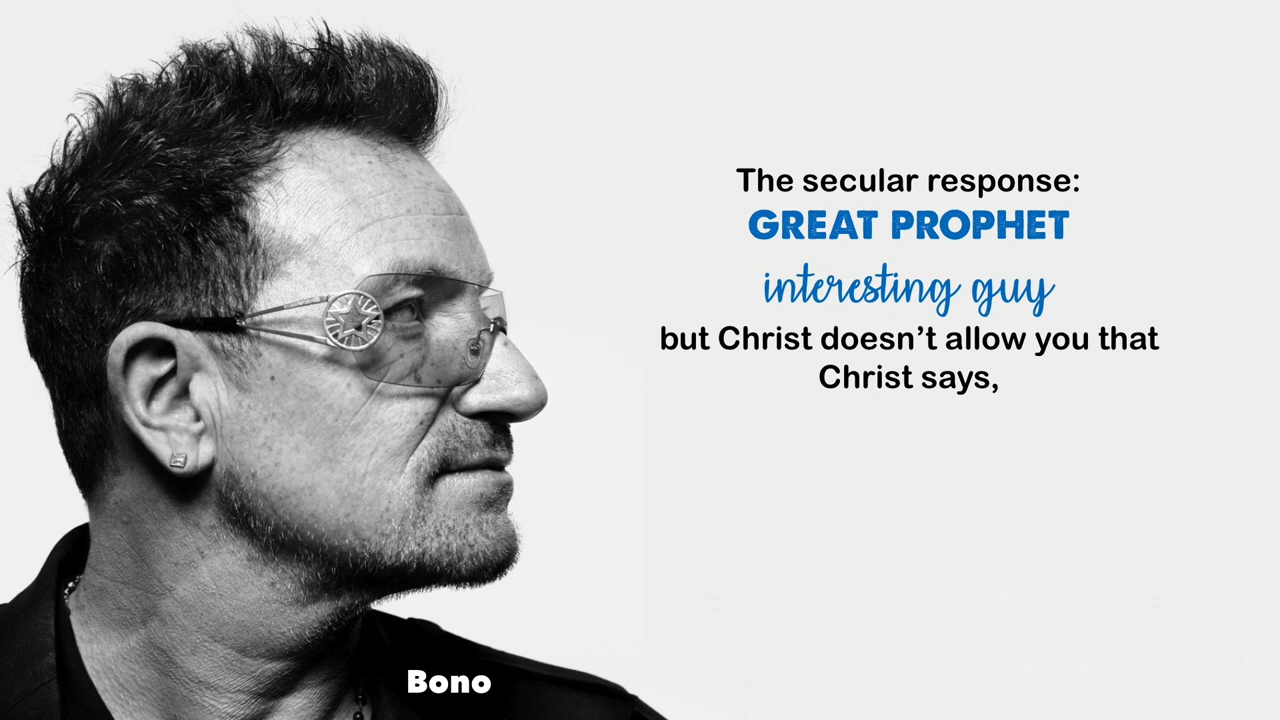 The secular response:
GREAT PROPHET
interesting guy
but Christ doesn’t allow you that
Christ says,
Bono